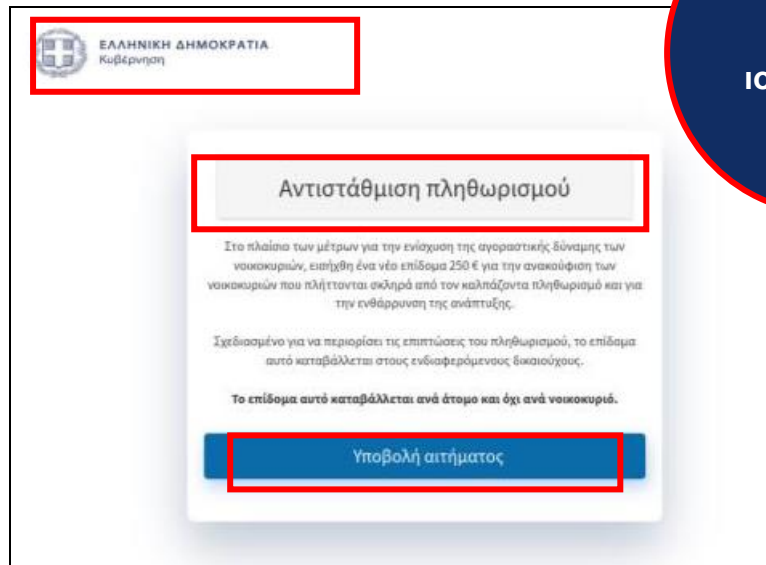 ΕΛΛΗΝΙΚΗ ΔΗΜΟΚΡΑΤΙΑ
Κυβέρνηση
Αντιστάθμιση πληθωρισμού
Στο πλαίσιο των μέτρων για την ενίσχυση της αγοραστικής δύναμης των
νοικοκυριών, εισήχθη ένα νέο επίδομα 250 € για την ανακούφιση των
νοικοκυριών που πλήττονται σκληρά από τον καλπάζοντα πληθωρισμό και για
την ενθάρρυνση της ανάπτυξης.
Σχεδιασμένο για να περιορίσει τις επιπτώσεις του πληθωρισμού, το επίδομα
αυτό καταβάλλεται στους ενδιαφερόμενους δικαιούχους.
Το επίδομα αυτό καταβάλλεται ανά άτομο και όχι ανά νοικοκυριό.
Υποβολή αιτήματος